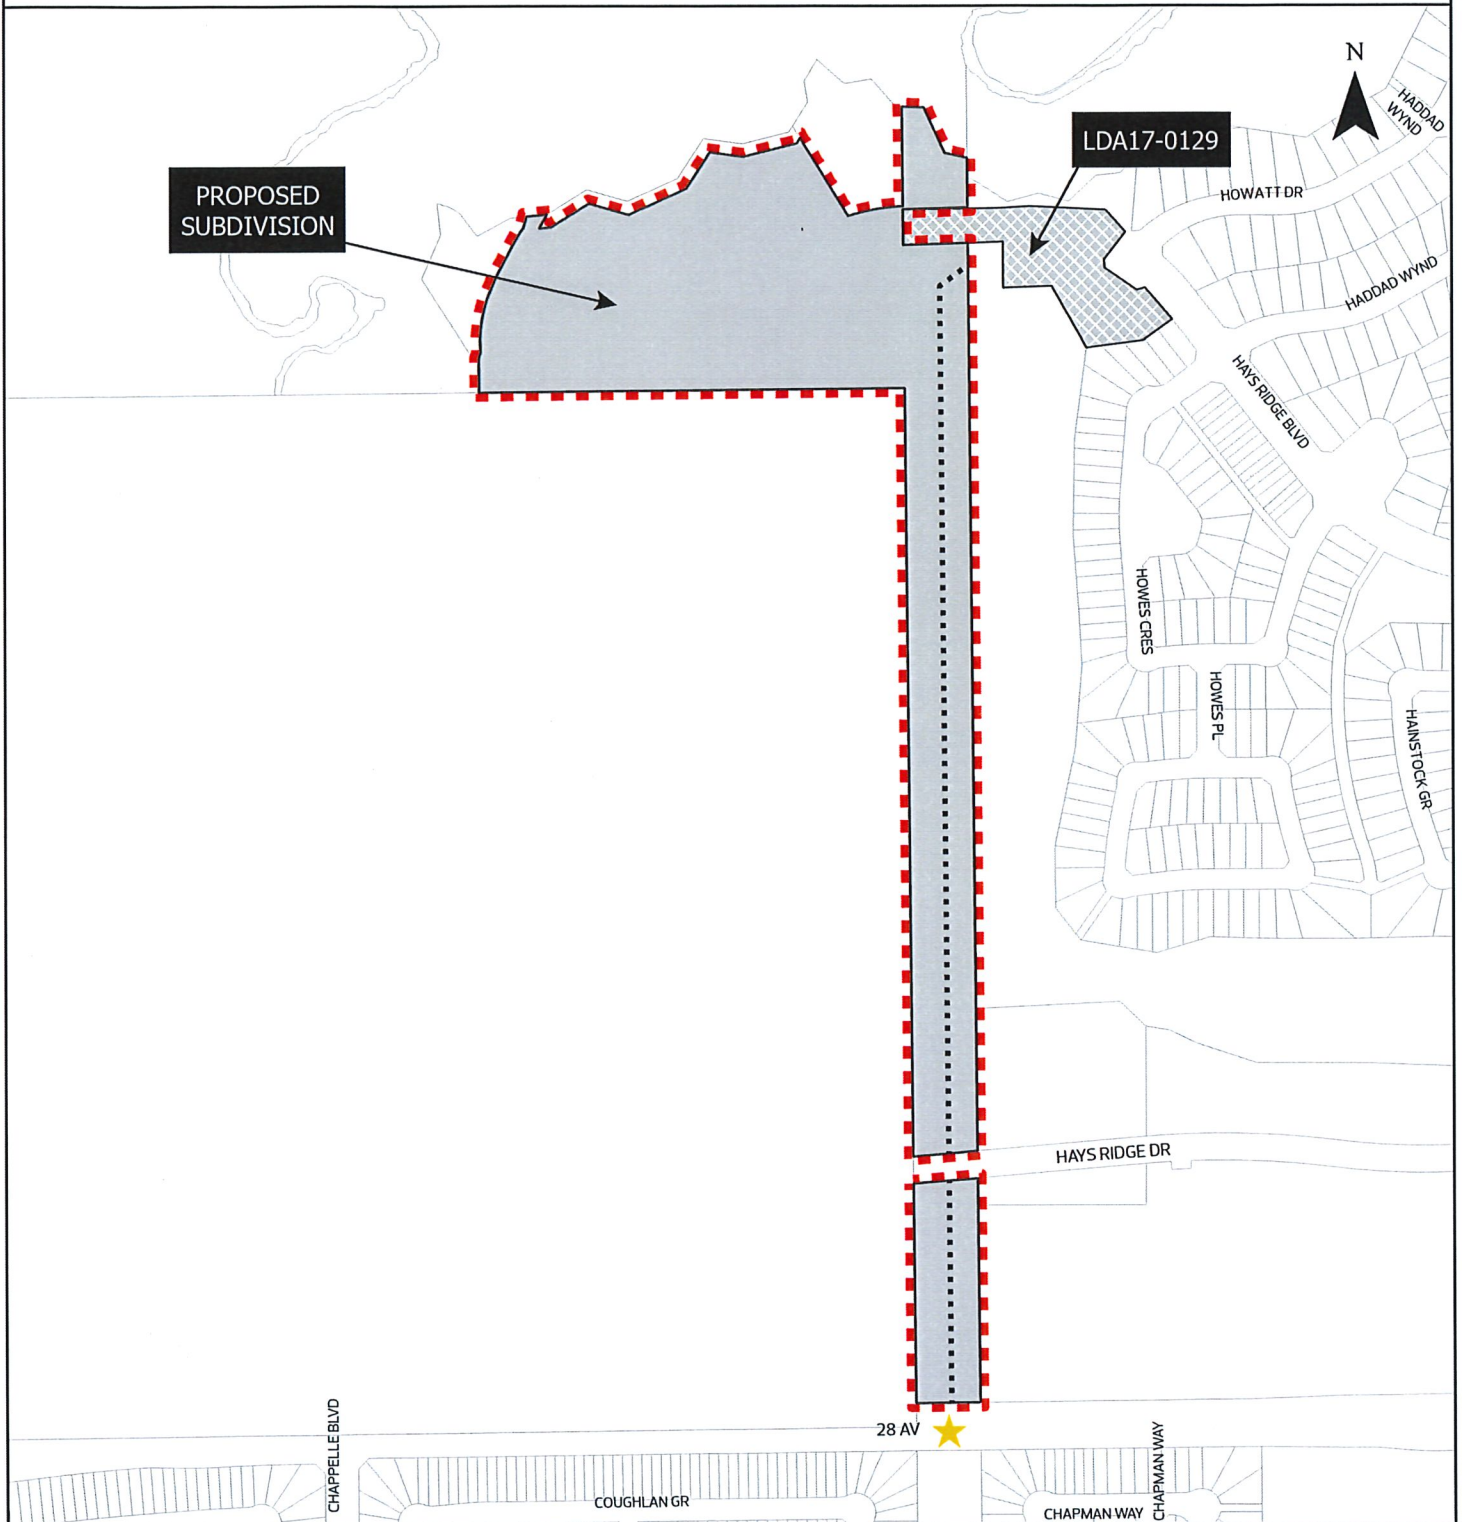 N
HADDAD
WYND
LDA17-0129
PROPOSED
SUBDIVISION
HOWATT DR
HADDAD WYND
HAYS RIDGE BLVD
HOWES CRES
HOWES PL
HAINSTOCK GR
HAYS RIDGE DR
28 AV
CHAPPELLE BLVD
COUGHLAN GR
CHAPMAN WAY
CHAPMAN WAY